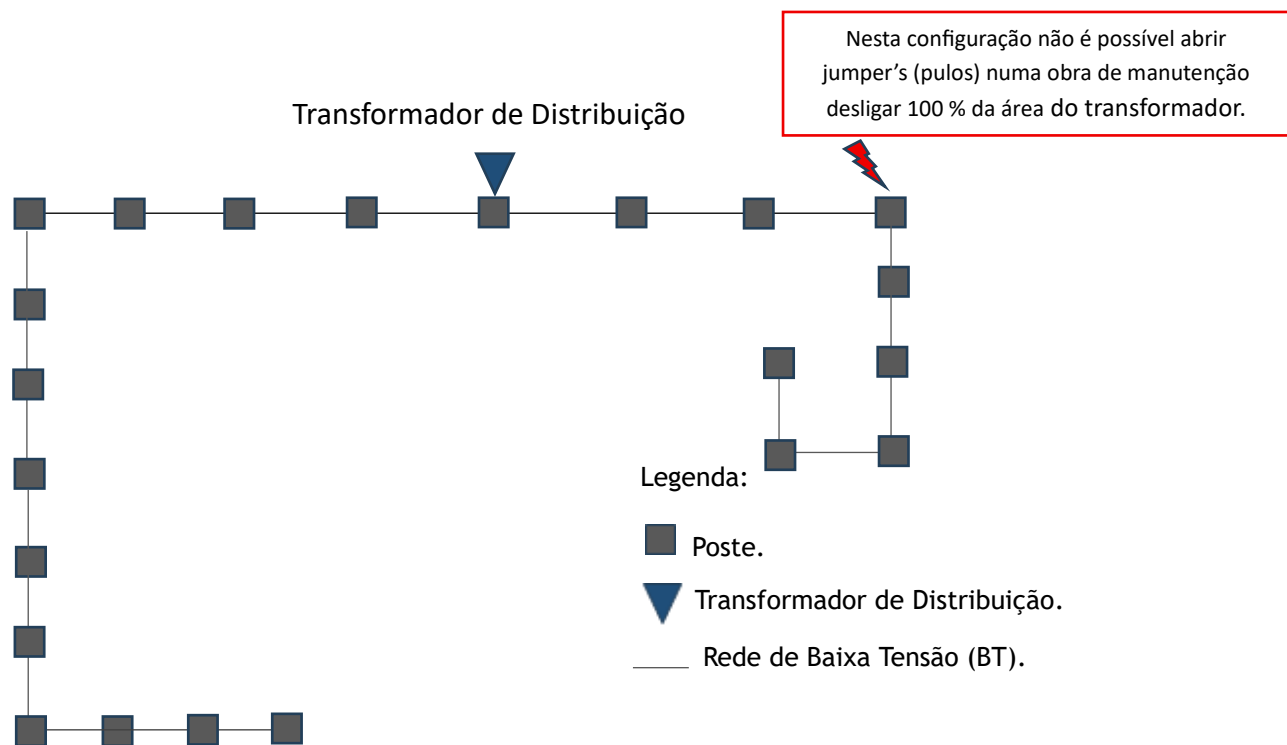 Nesta configuração não é possível abrir
jumper’s (pulos) numa obra de manutenção
desligar 100 % da área do transformador.
Transformador de Distribuição
Legenda:
Poste.
Transformador de Distribuição.
Rede de Baixa Tensão (BT).